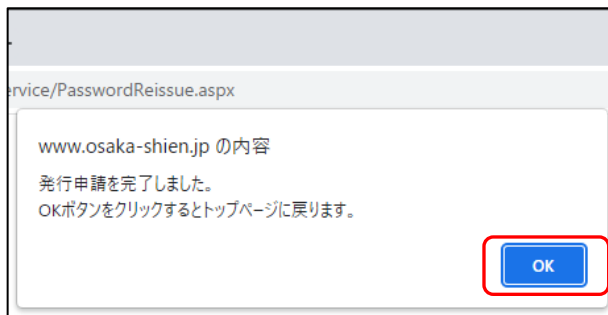 ervice/PasswordReissue.aspx
www.osaka-shien.jp の内容
発行申請を完了しました。
OKボタンをクリックするとトップページに戻ります。
OK